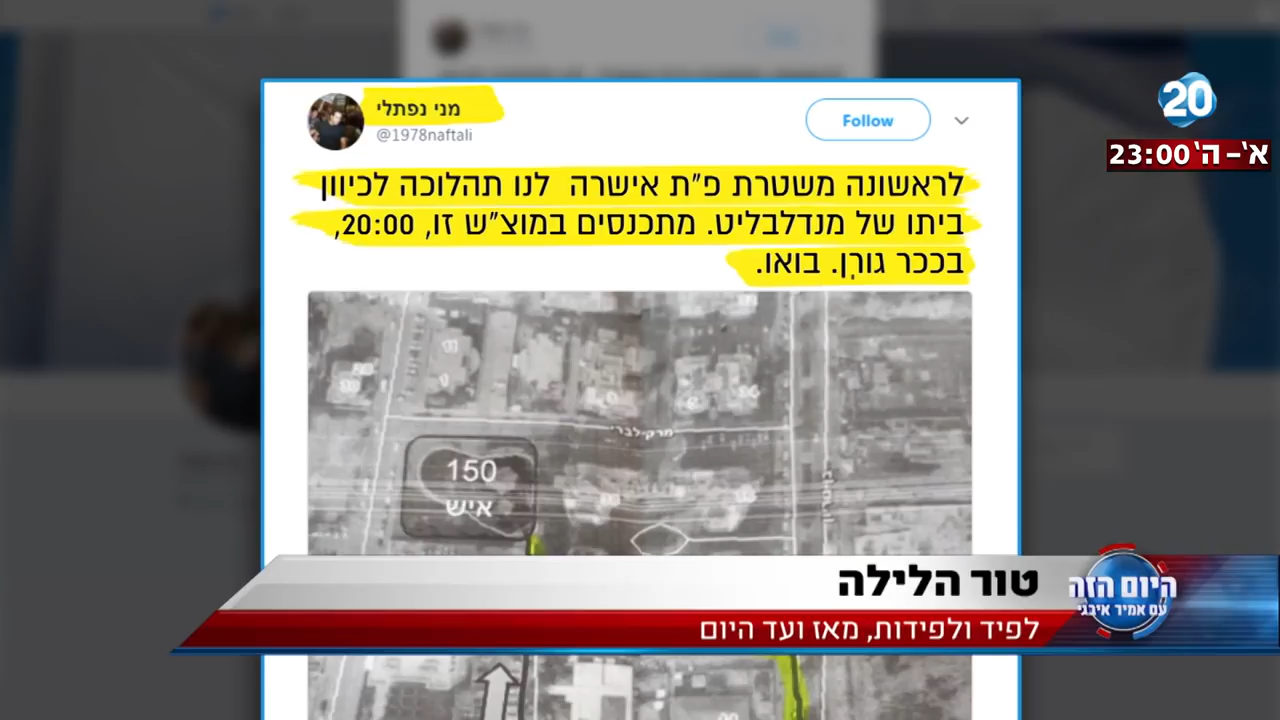 20
א'-ה' 23:00
מני נפתלי
@1978naftali
Follow
לראשונה משטרת פ"ת אישרה לנו תהלוכה לכיוון
ביתו של מנדלבליט. מתכנסים במוצ"ש זו, 20:00,
בככר גורן. בואו.
150
איש
טור הלילה
לפיד ולפידות, מאז ועד היום
היום הזה
עם אמיר איבגי